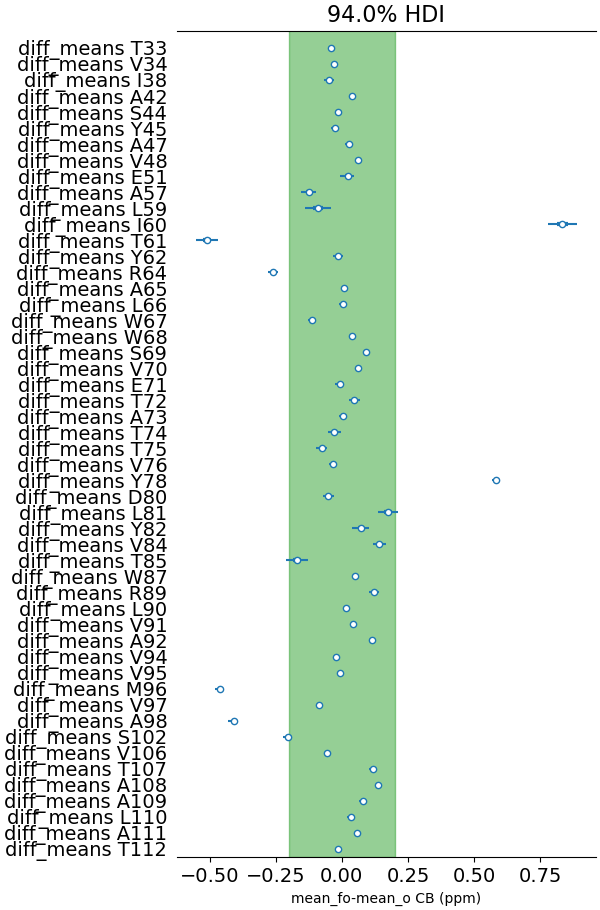 94.0% HDI
diff_means T33
diff_means V34
diff_means I38
diff_means A42
diff_means S44
diff_means Y45
diff_means A47
diff_means V48
diff_means E51
diff_means A57
diff_means L59
diff_means I60
diff_means T61
diff_means Y62
diff_means R64
diff_means A65
diff_means L66
diff_means W67
diff_means W68
diff_means S69
diff_means V70
diff_means E71
diff_means T72
diff_means A73
diff_means T74
diff_means T75
diff_means V76
diff_means Y78
diff_means D80
diff_means L81
diff_means Y82
diff_means V84
diff_means T85
diff_means W87
diff_means R89
diff_means L90
diff_means V91
diff_means A92
diff_means V94
diff_means V95
diff_means M96
diff_means V97
diff_means A98
diff_means S102
diff_means V106
diff_means T107
diff_means A108
diff_means A109
diff_means L110
diff_means A111
diff_means T112
−0.50 −0.25 0.00 0.25 0.50 0.75
mean_fo-mean_o CB (ppm)